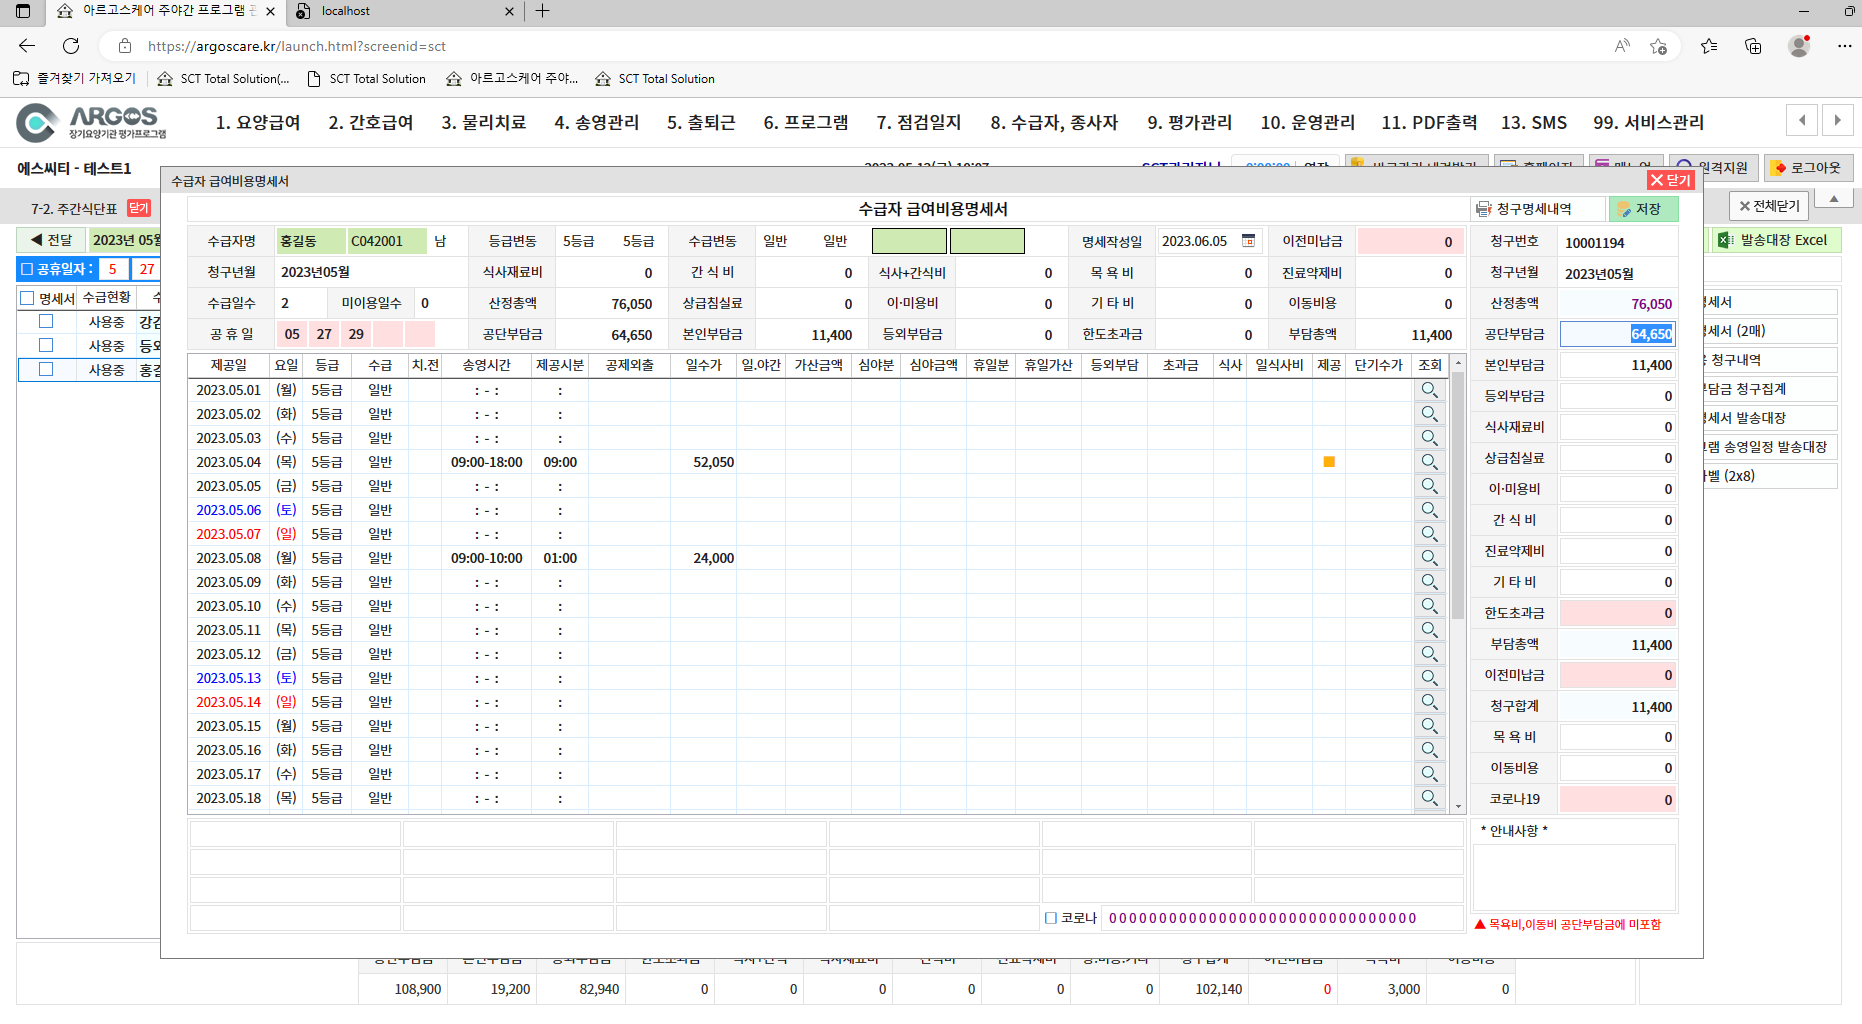 아르고스케어 주야간 프로그램
localhost
https://argoscare.kr/launch.html?screenid=sct
즐겨찾기 가져오기 SCT Total Solution(... SCT Total Solution 아르고스케어 주야... SCT Total Solution
ARGOS
장기요양기관 평가프로그램
1. 요양급여 2. 간호급여 3. 물리치료 4. 송영관리 5. 출퇴근 6. 프로그램 7. 점검일지 8. 수급자, 종사자 9. 평가관리 10. 운영관리 11. PDF출력 13. SMS 99. 서비스관리
에스씨티 - 테스트1 원격지원 로그아웃
수급자 급여비용명세서 닫기
7-2. 주간식단표 닫기 전체닫기
수급자 급여비용명세서 청구명세내역 저장
◀ 전달 2023년 05월 발송대장 Excel
공휴일자 : 5 27
명세서 수급현황
사용중
사용중
사용중
수급자명 홍길동 C042001 남 등급변동 5등급 5등급 수급변동 일반 일반 명세작성일 2023.06.05 이전미납금 0
청구년월 2023년05월 식사재료비 0 간 식 비 0 식사+간식비 0 목 욕 비 0 진료약제비 0
수급일수 2 미이용일수 0 산정총액 76,050 상급침실료 0 이·미용비 0 기 타 비 0 이동비용 0
공 휴 일 05 27 29 공단부담금 64,650 본인부담금 11,400 등외부담금 0 한도초과금 0 부담총액 11,400
제공일 요일 등급 수급 치.전 송영시간 제공시분 공제외출 일수가 일.야간 가산금액 심야분 심야금액 휴일분 휴일가산 등외부담 초과금 식사 일식사비 제공 단기수가 조회
2023.05.01 (월) 5등급 일반 : - : :
2023.05.02 (화) 5등급 일반 : - : :
2023.05.03 (수) 5등급 일반 : - : :
2023.05.04 (목) 5등급 일반 09:00-18:00 09:00 52,050
2023.05.05 (금) 5등급 일반 : - : :
2023.05.06 (토) 5등급 일반 : - : :
2023.05.07 (일) 5등급 일반 : - : :
2023.05.08 (월) 5등급 일반 09:00-10:00 01:00 24,000
2023.05.09 (화) 5등급 일반 : - : :
2023.05.10 (수) 5등급 일반 : - : :
2023.05.11 (목) 5등급 일반 : - : :
2023.05.12 (금) 5등급 일반 : - : :
2023.05.13 (토) 5등급 일반 : - : :
2023.05.14 (일) 5등급 일반 : - : :
2023.05.15 (월) 5등급 일반 : - : :
2023.05.16 (화) 5등급 일반 : - : :
2023.05.17 (수) 5등급 일반 : - : :
2023.05.18 (목) 5등급 일반 : - : :
코로나 0000000000000000000000000000000
청구번호 10001194
청구년월 2023년05월
산정총액 76,050
공단부담금 64,650
본인부담금 11,400
등외부담금 0
식사재료비 0
상급침실료 0
이·미용비 0
간 식 비 0
진료약제비 0
기 타 비 0
한도초과금 0
부담총액 11,400
이전미납금 0
청구합계 11,400
목 욕 비 0
이동비용 0
코로나19 0
* 안내사항 *
▲ 목욕비,이동비 공단부담금에 미포함
명세서
명세서 (2매)
청구내역
부담금 청구집계
명세서 발송대장
송영일정 발송대장
(2x8)
108,900 19,200 82,940 0 0 0 0 0 0 102,140 0 3,000 0